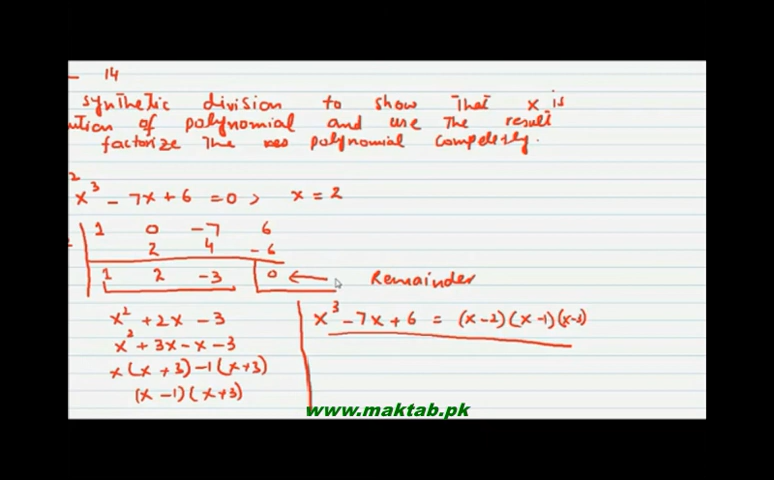 – 14
synthetic division to show that x is
ution of polynomial and use the result
factorize the polynomial completly.
x³ - 7x + 6 = 0 , x = 2
1 0 -7 6
2 4 -6
1 2 -3 0 ← Remainder
x² + 2x - 3
x² + 3x - x - 3
x(x + 3) - 1(x + 3)
(x - 1)(x + 3)
x³ - 7x + 6 = (x - 2)(x - 1)(x - 3)
www.maktab.pk